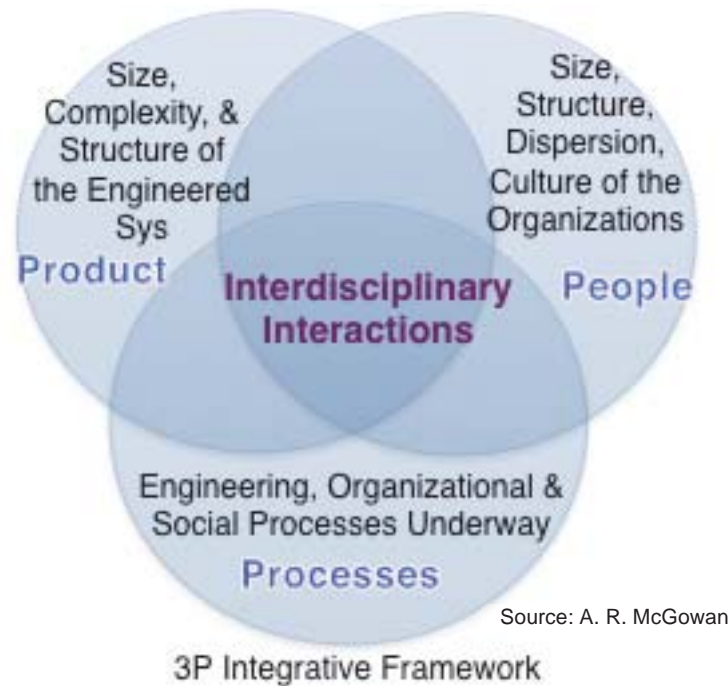 Size,
Complexity, &
Structure of
the Engineered
Sys
Product
Size,
Structure,
Dispersion,
Culture of the
Organizations
People
Interdisciplinary
Interactions
Engineering, Organizational &
Social Processes Underway
Processes
Source: A. R. McGowan
3P Integrative Framework